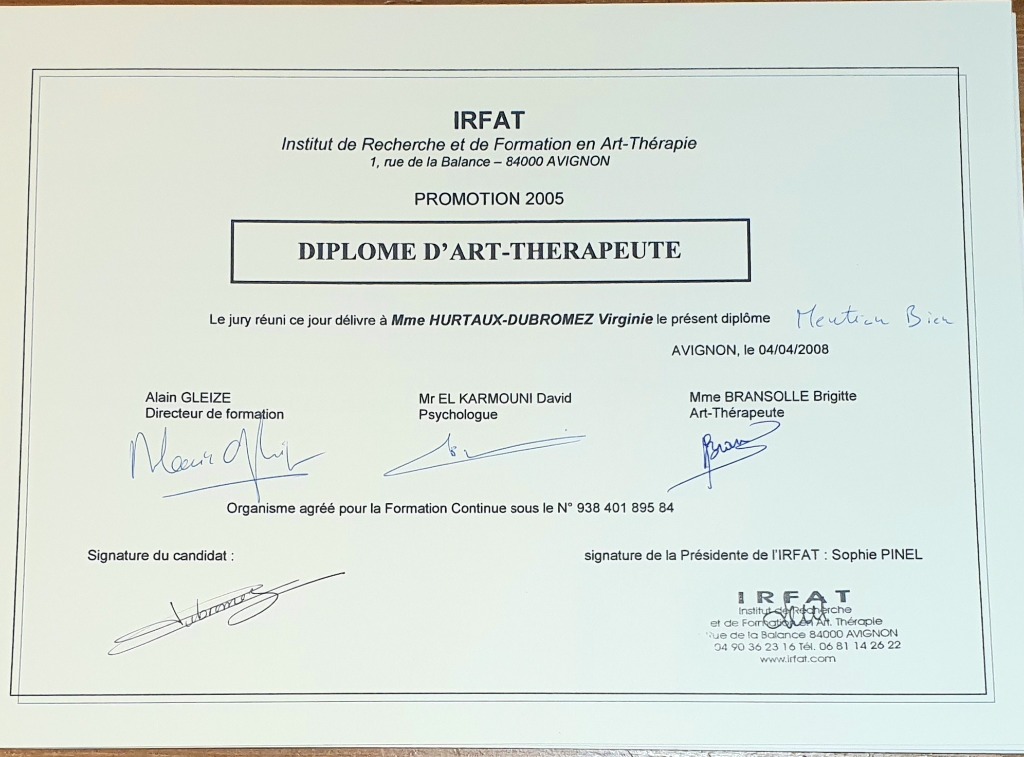 IRFAT
Institut de Recherche et de Formation en Art-Thérapie
1, rue de la Balance – 84000 AVIGNON
PROMOTION 2005
DIPLOME D'ART-THERAPEUTE
Le jury réuni ce jour délivre à Mme HURTAUX-DUBROMEZ Virginie le présent diplôme Mention Bien
AVIGNON, le 04/04/2008
Alain GLEIZE Mr EL KARMOUNI David Mme BRANSOLLE Brigitte
Directeur de formation Psychologue Art-Thérapeute
Organisme agréé pour la Formation Continue sous le N° 938 401 895 84
Signature du candidat : signature de la Présidente de l'IRFAT : Sophie PINEL
IRFAT
Institut de Recherche
et de Formation en Art. Thérapie
Rue de la Balance 84000 AVIGNON
04 90 36 23 16 Tél. 06 81 14 26 22
www.irfat.com